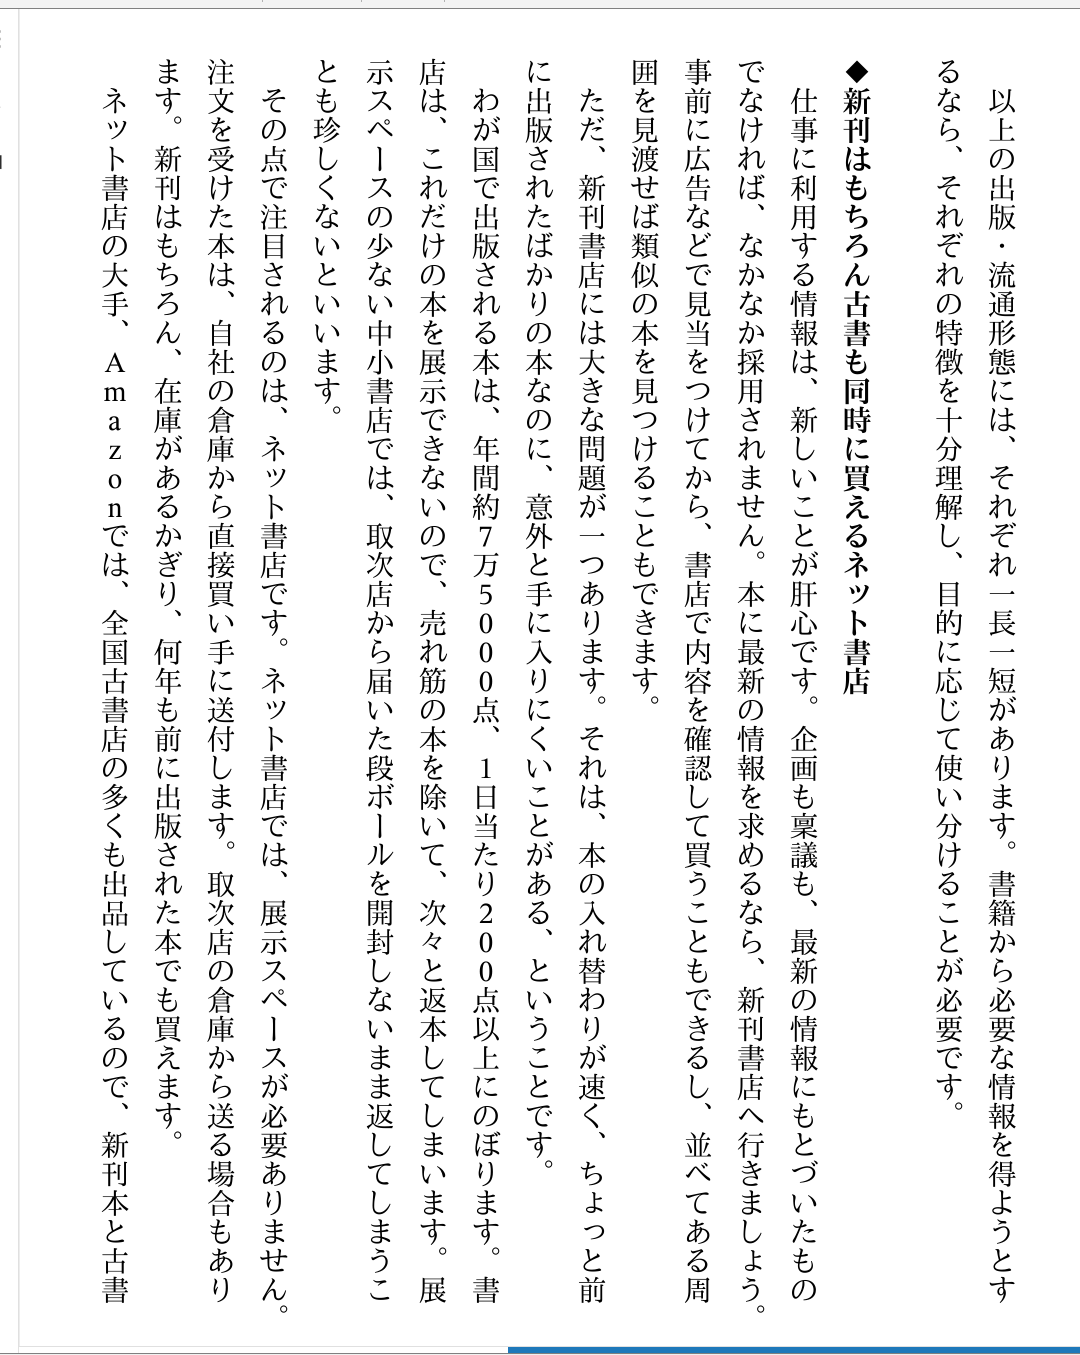 以上の出版・流通形態には、それぞれ一長一短があります。書籍から必要な情報を得ようとす
るなら、それぞれの特徴を十分理解し、目的に応じて使い分けることが必要です。
◆新刊はもちろん古書も同時に買えるネット書店
仕事に利用する情報は、新しいことが肝心です。企画も稟議も、最新の情報にもとづいたもの
でなければ、なかなか採用されません。本に最新の情報を求めるなら、新刊書店へ行きましょう。
事前に広告などで見当をつけてから、書店で内容を確認して買うこともできるし、並べてある周
囲を見渡せば類似の本を見つけることもできます。
ただ、新刊書店には大きな問題が一つあります。それは、本の入れ替わりが速く、ちょっと前
に出版されたばかりの本なのに、意外と手に入りにくいことがある、ということです。
わが国で出版される本は、年間約7万5000点、1日当たり200点以上にのぼります。書
店は、これだけの本を展示できないので、売れ筋の本を除いて、次々と返本してしまいます。展
示スペースの少ない中小書店では、取次店から届いた段ボールを開封しないまま返してしまうこ
とも珍しくないといいます。
その点で注目されるのは、ネット書店です。ネット書店では、展示スペースが必要ありません。
注文を受けた本は、自社の倉庫から直接買い手に送付します。取次店の倉庫から送る場合もあり
ます。新刊はもちろん、在庫があるかぎり、何年も前に出版された本でも買えます。
ネット書店の大手、Amazonでは、全国古書店の多くも出品しているので、新刊本と古書